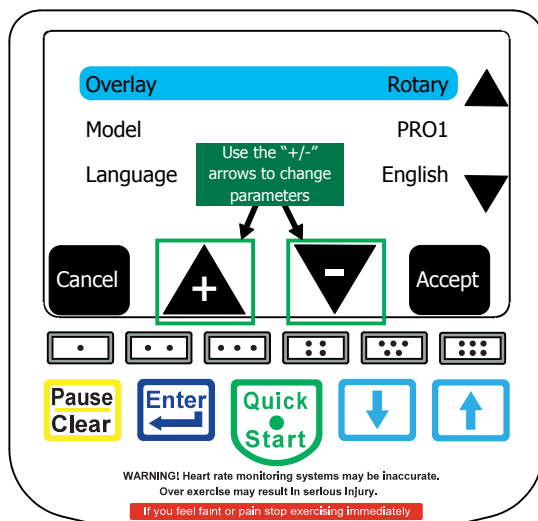 Overlay Rotary
Model PRO1
Language English
Use the “+/-”
arrows to change
parameters
Cancel + - Accept
Pause
Clear
Enter
Quick
Start
WARNING! Heart rate monitoring systems may be inaccurate.
Over exercise may result in serious injury.
If you feel faint or pain stop exercising immediately